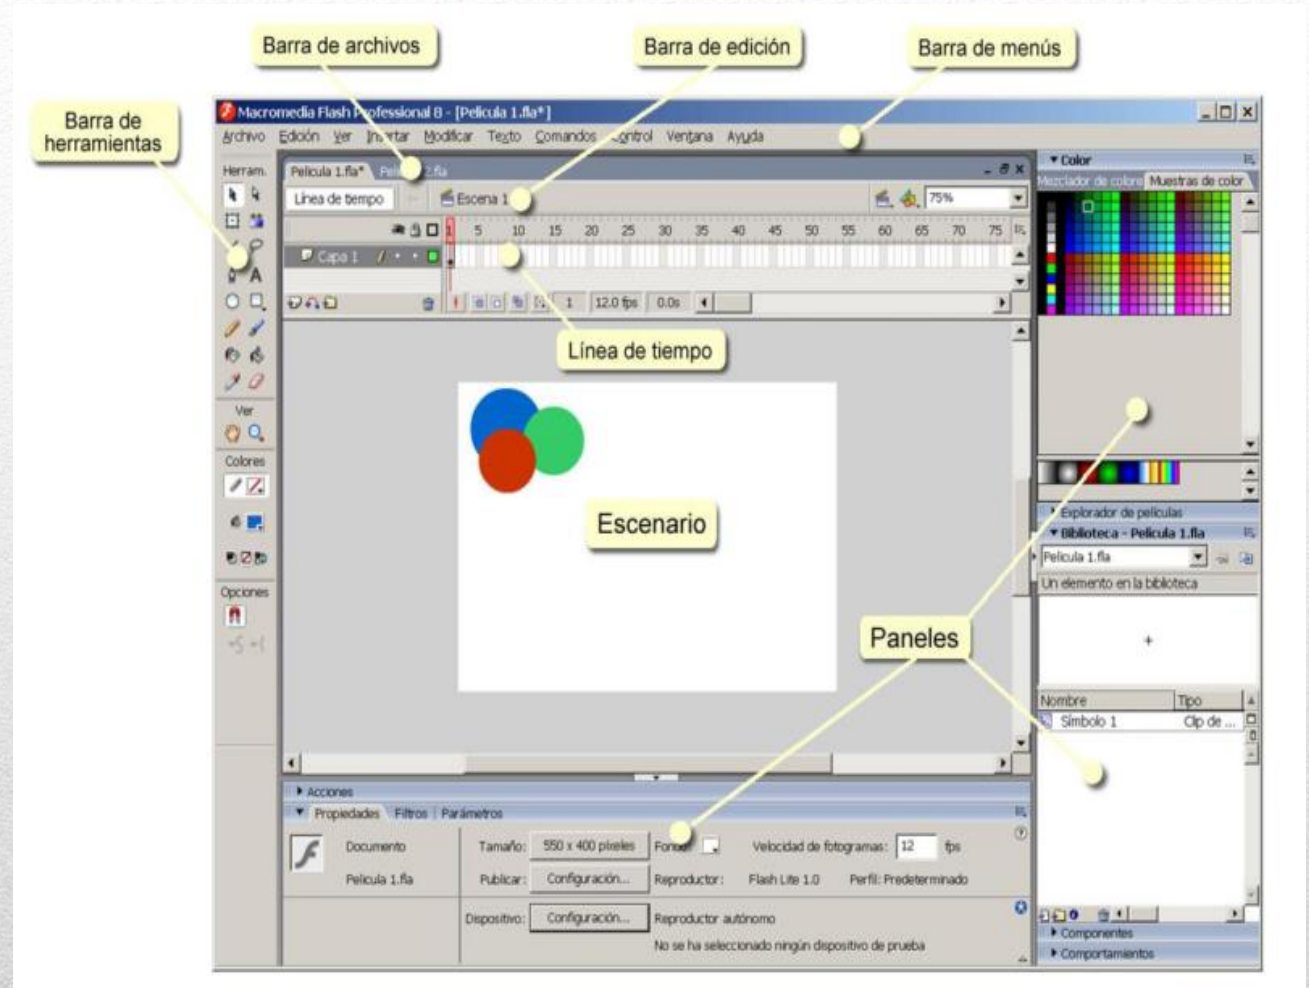 Barra de archivos
Barra de edición
Barra de menús
Barra de
herramientas
Macromedia Flash Professional 8 - [Pelicula 1.fla*]
Archivo Edición Ver Insertar Modificar Texto Comandos Control Ventana Ayuda
Herram.
Pelicula 1.fla*
Línea de tiempo
Escena 1
75%
1 5 10 15 20 25 30 35 40 45 50 55 60 65 70 75
Capa 1
1 12.0 fps 0.0s
Línea de tiempo
Ver
Colores
Opciones
Escenario
Paneles
Color
Mezclador de colores Muestras de color
Explorador de películas
Biblioteca - Pelicula 1.fla
Pelicula 1.fla
Un elemento en la biblioteca
Nombre Tipo
Símbolo 1 Clip de ...
Componentes
Comportamientos
Acciones
Propiedades Filtros Parámetros
Documento
Pelicula 1.fla
Tamaño: 550 x 400 píxeles
Velocidad de fotogramas: 12 fps
Publicar: Configuración... Reproductor: Flash Lite 1.0 Perfil: Predeterminado
Dispositivo: Configuración... Reproductor autónomo
No se ha seleccionado ningún dispositivo de prueba